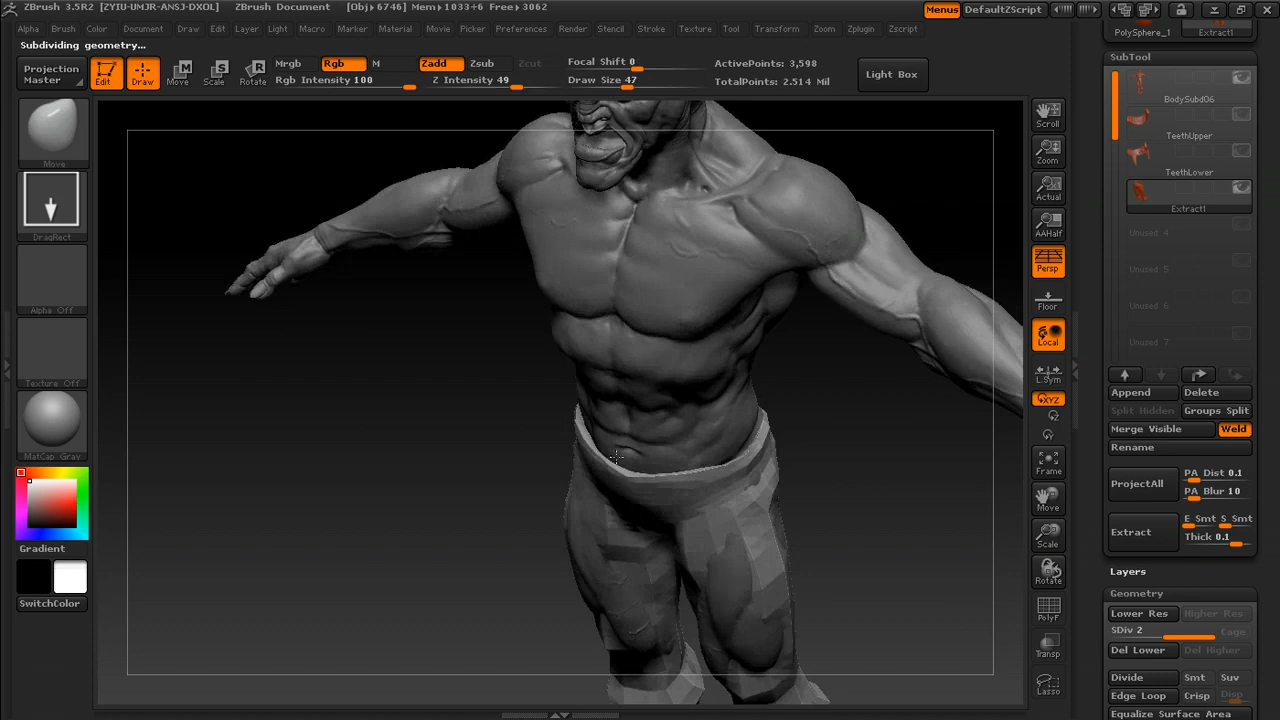 ZBrush 3.5R2 [ZYIU-UMJR-ANSJ-DXOL] ZBrush Document [Obj▸6746] Mem▸1033+6 Free▸3062 Menus DefaultZScript
Alpha Brush Color Document Draw Edit Layer Light Macro Marker Material Movie Picker Preferences Render Stencil Stroke Texture Tool Transform Zoom Zplugin Zscript
Subdividing geometry...
Projection Master
Edit
Draw
Move
Scale
Rotate
Mrgb Rgb M
Rgb Intensity 100
Zadd Zsub Zcut
Z Intensity 49
Focal Shift 0
Draw Size 47
ActivePoints: 3,598
TotalPoints: 2.514 Mil
Light Box
Move
DragRect
Alpha Off
Texture Off
MatCap Gray
Gradient
SwitchColor
Scroll
Zoom
Actual
AAHalf
Persp
Floor
Local
L.Sym
XYZ
Frame
Move
Scale
Rotate
PolyF
Transp
Lasso
PolySphere_1 Extract1
SubTool
BodySubd06
TeethUpper
TeethLower
Extract1
Unused 4
Unused 5
Unused 6
Unused 7
Append Delete
Split Hidden Groups Split
Merge Visible Weld
Rename
ProjectAll
PA Dist 0.1
PA Blur 10
Extract
E Smt S Smt
Thick 0.1
Layers
Geometry
Lower Res Higher Res
SDiv 2 Cage
Del Lower Del Higher
Divide Smt Suv
Edge Loop Crisp Disp
Equalize Surface Area